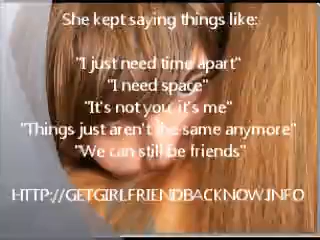 She kept saying things like:
"I just need time apart"
"I need space"
"It's not you, it's me"
"Things just aren't the same anymore"
"We can still be friends"
HTTP://GETGIRLFRIENDBACKNOW.INFO